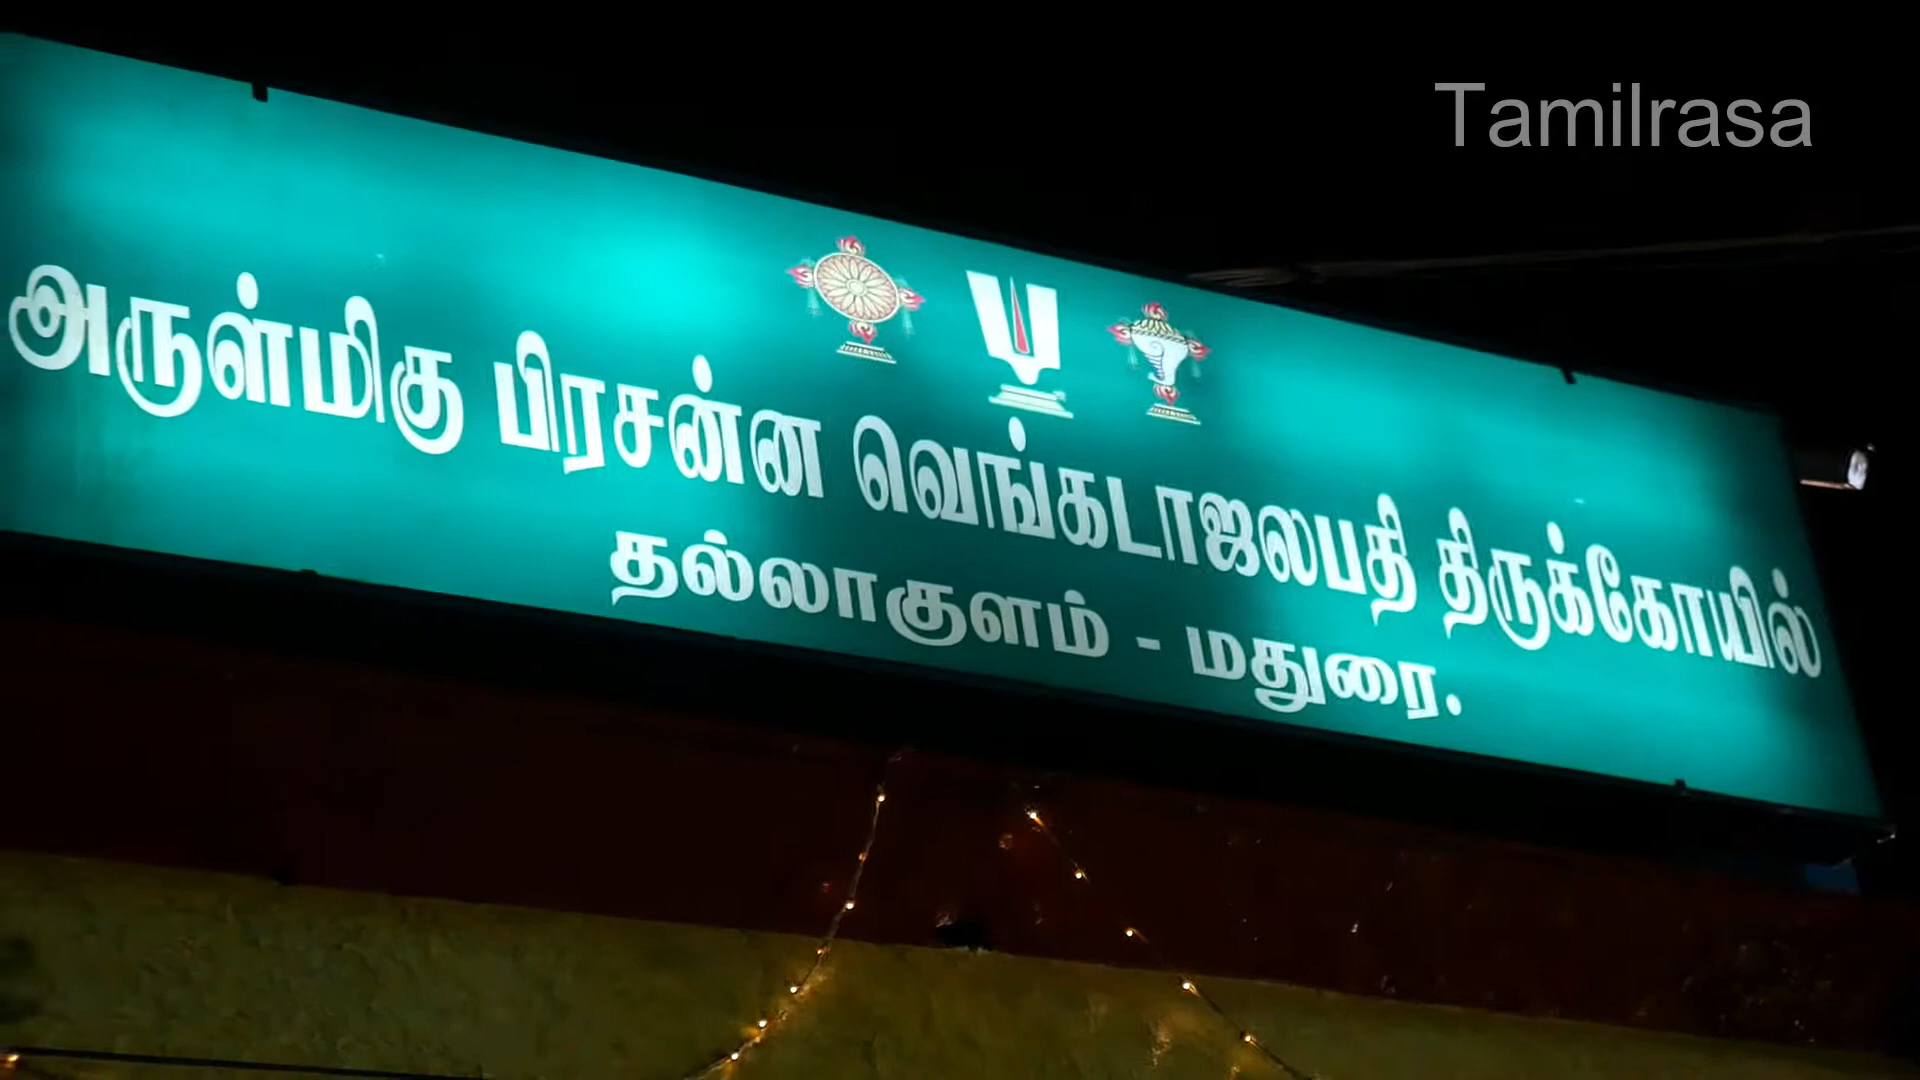 Tamilrasa
அருள்மிகு பிரசன்ன வெங்கடாஜலபதி திருக்கோயில்
தல்லாகுளம் - மதுரை.